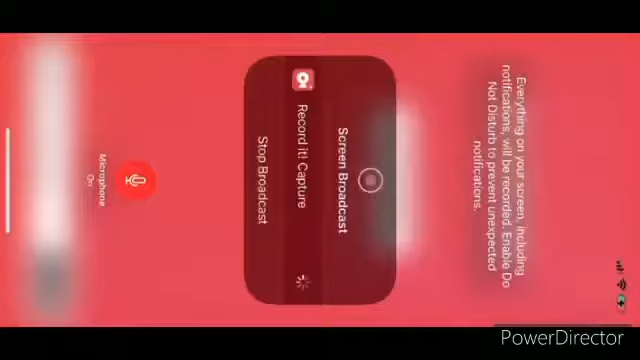 Everything on your screen, including
notifications, will be recorded. Enable Do
Not Disturb to prevent unexpected
notifications.
Screen Broadcast
Record it! Capture
Stop Broadcast
Microphone
On
PowerDirector